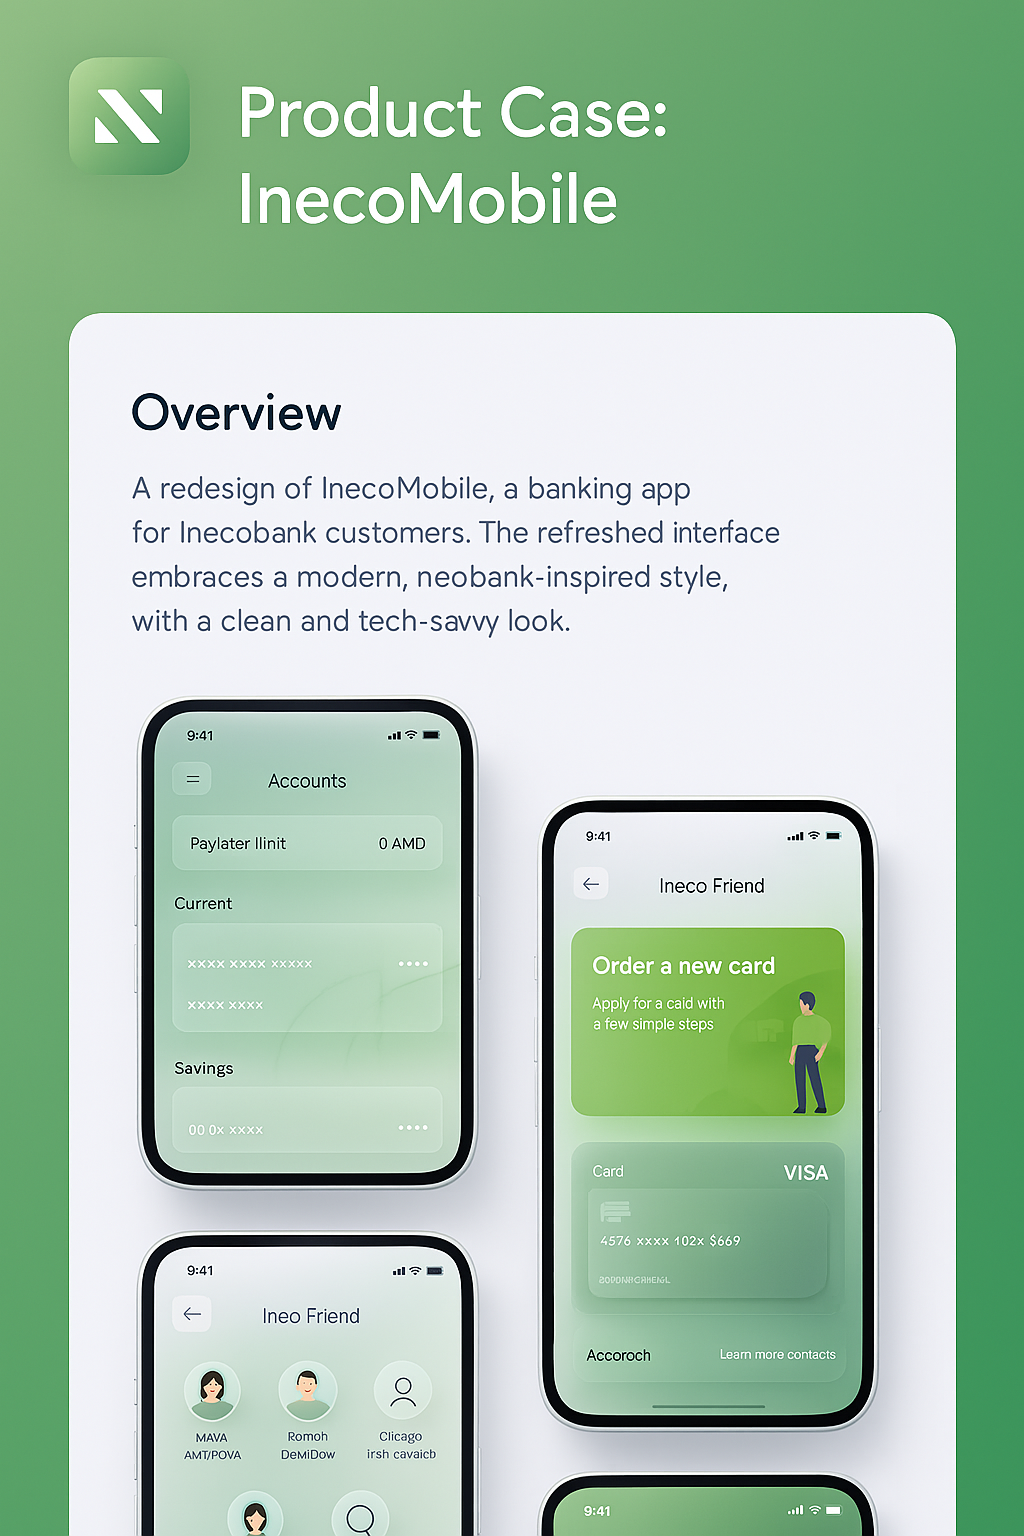 Product Case:
InecoMobile
Overview
A redesign of InecoMobile, a banking app
for Inecobank customers. The refreshed interface
embraces a modern, neobank-inspired style,
with a clean and tech-savvy look.
9:41
Accounts
Paylater llinit 0 AMD
Current
xxxx xxxx xxxxx ••••
xxxx xxxx
Savings
00 0x xxxx ••••
9:41
Ineo Friend
MAVA
AMT/POVA
Romoh
DeMiDow
Clicago
irsh cavaicb
9:41
Ineco Friend
Order a new card
Apply for a caid with
a few simple steps
Card VISA
4576 xxxx 102x $669
Accoroch Learn more contacts
9:41